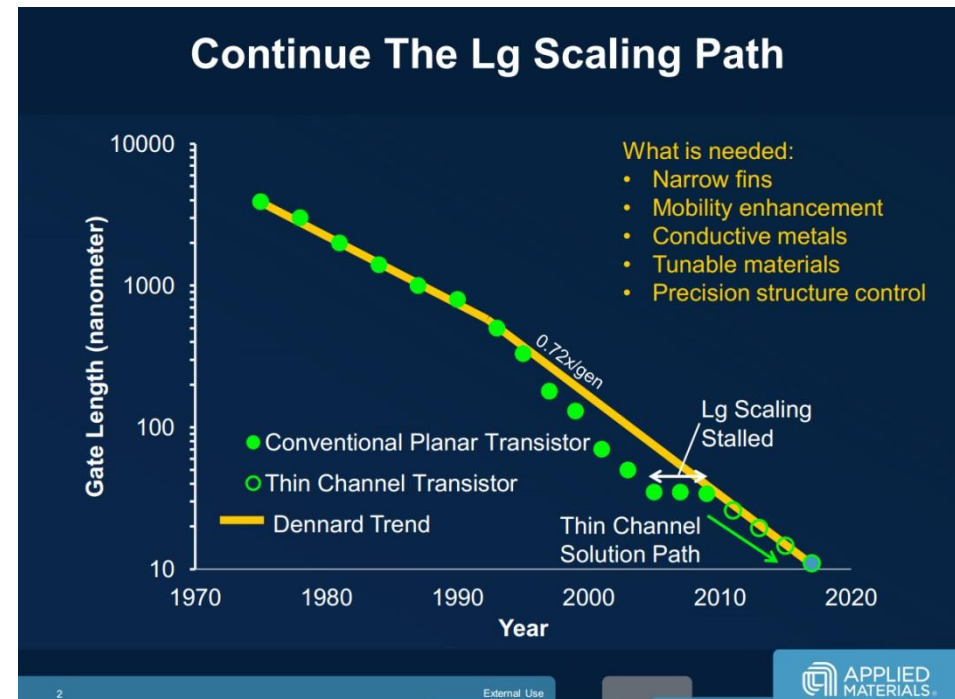 Continue The Lg Scaling Path
What is needed:
• Narrow fins
• Mobility enhancement
• Conductive metals
• Tunable materials
• Precision structure control
Gate Length (nanometer)
10000
1000
100
10
0.72x/gen
Lg Scaling
Stalled
Conventional Planar Transistor
Thin Channel Transistor
Dennard Trend
Thin Channel
Solution Path
1970 1980 1990 2000 2010 2020
Year
2
External Use
APPLIED
MATERIALS®